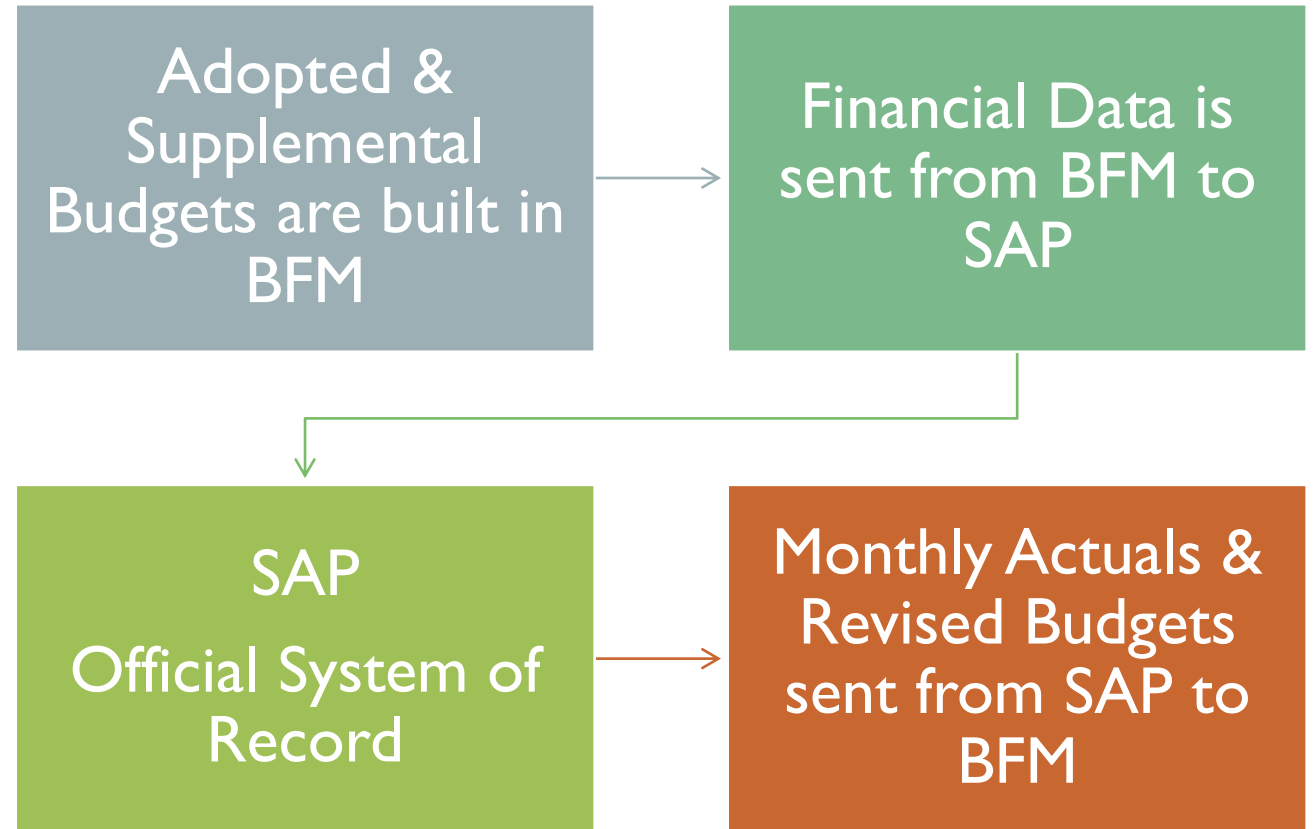 Adopted &
Supplemental
Budgets are built in
BFM
Financial Data is
sent from BFM to
SAP
SAP
Official System of
Record
Monthly Actuals &
Revised Budgets
sent from SAP to
BFM